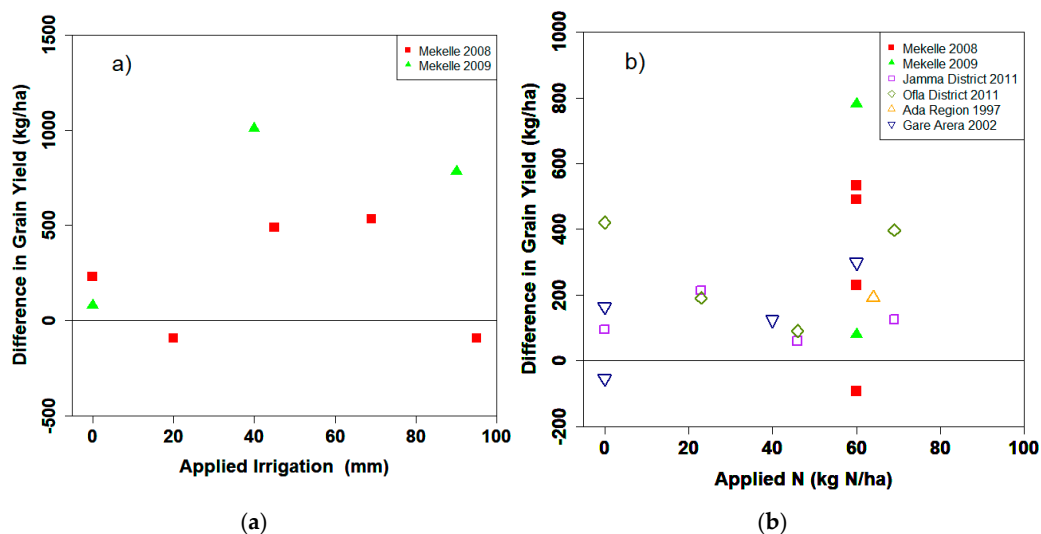 a)
Mekelle 2008
Mekelle 2009
Difference in Grain Yield (kg/ha)
1500
1000
500
0
-500
0 20 40 60 80 100
Applied Irrigation (mm)
(a)
b)
Mekelle 2008
Mekelle 2009
Jamma District 2011
Ofla District 2011
Ada Region 1997
Gare Arera 2002
Difference in Grain Yield (kg/ha)
1000
800
600
400
200
0
-200
0 20 40 60 80 100
Applied N (kg N/ha)
(b)